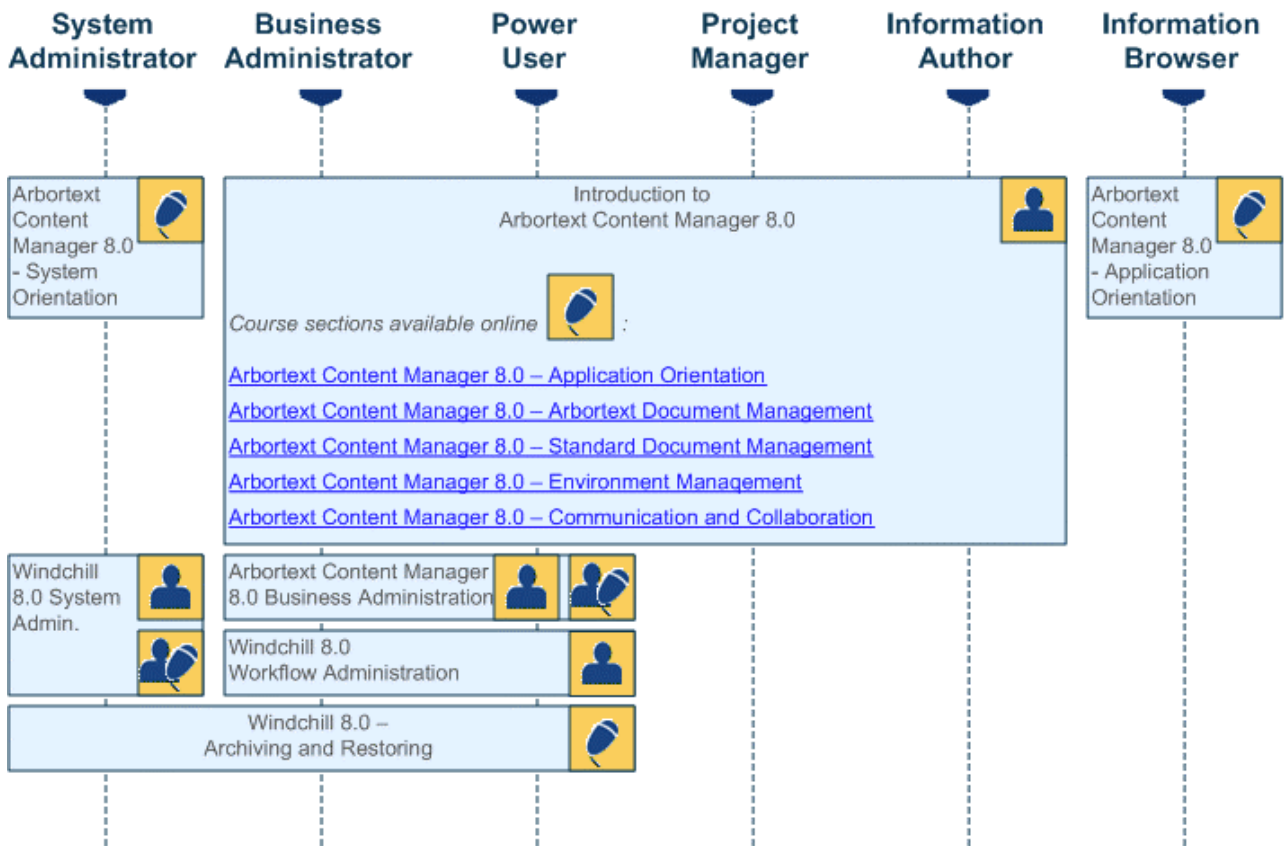 System
Administrator
Business
Administrator
Power
User
Project
Manager
Information
Author
Information
Browser
Arbortext
Content
Manager 8.0
- System
Orientation
Introduction to
Arbortext Content Manager 8.0
Course sections available online :
Arbortext Content Manager 8.0 – Application Orientation
Arbortext Content Manager 8.0 – Arbortext Document Management
Arbortext Content Manager 8.0 – Standard Document Management
Arbortext Content Manager 8.0 – Environment Management
Arbortext Content Manager 8.0 – Communication and Collaboration
Arbortext
Content
Manager 8.0
- Application
Orientation
Windchill
8.0 System
Admin.
Arbortext Content Manager
8.0 Business Administration
Windchill 8.0
Workflow Administration
Windchill 8.0 –
Archiving and Restoring